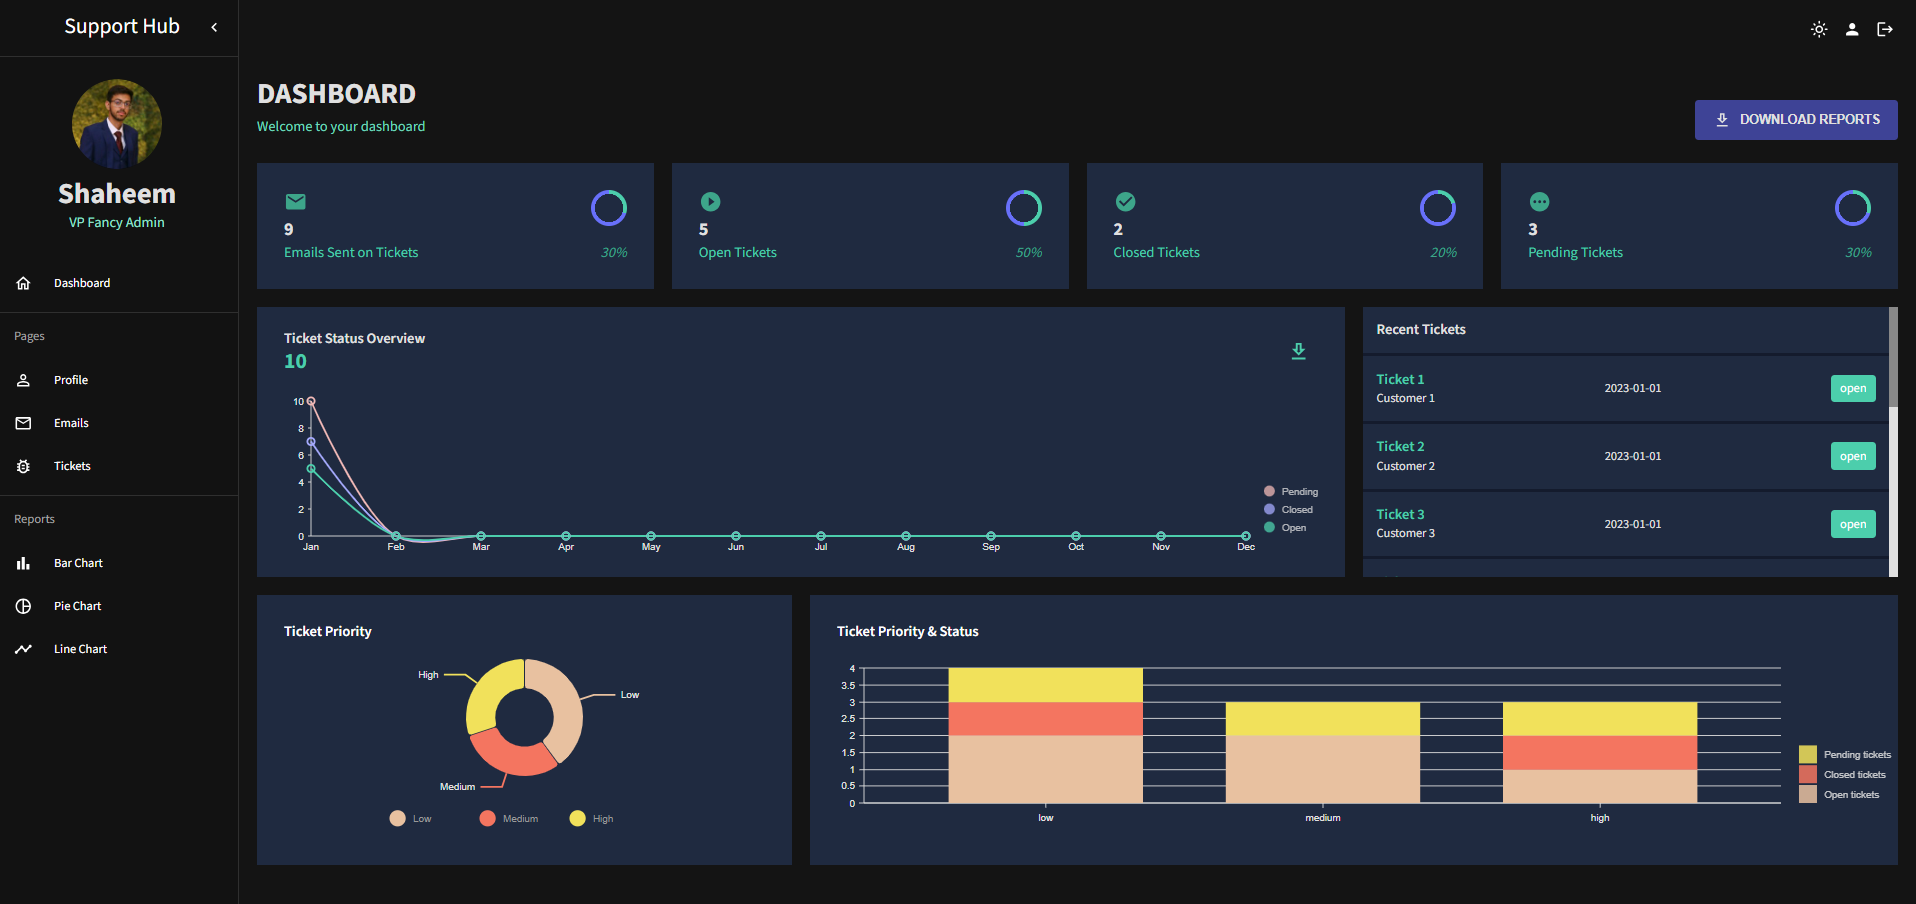 Support Hub
Shaheem
VP Fancy Admin
Dashboard
Pages
Profile
Emails
Tickets
Reports
Bar Chart
Pie Chart
Line Chart
DASHBOARD
Welcome to your dashboard
DOWNLOAD REPORTS
9
Emails Sent on Tickets
30%
5
Open Tickets
50%
2
Closed Tickets
20%
3
Pending Tickets
30%
Ticket Status Overview
10
10
8
6
4
2
0
Jan Feb Mar Apr May Jun Jul Aug Sep Oct Nov Dec
Pending
Closed
Open
Recent Tickets
Ticket 1
Customer 1
2023-01-01
open
Ticket 2
Customer 2
2023-01-01
open
Ticket 3
Customer 3
2023-01-01
open
Ticket Priority
High
Low
Medium
Low Medium High
Ticket Priority & Status
4
3.5
3
2.5
2
1.5
1
0.5
0
low medium high
Pending tickets
Closed tickets
Open tickets